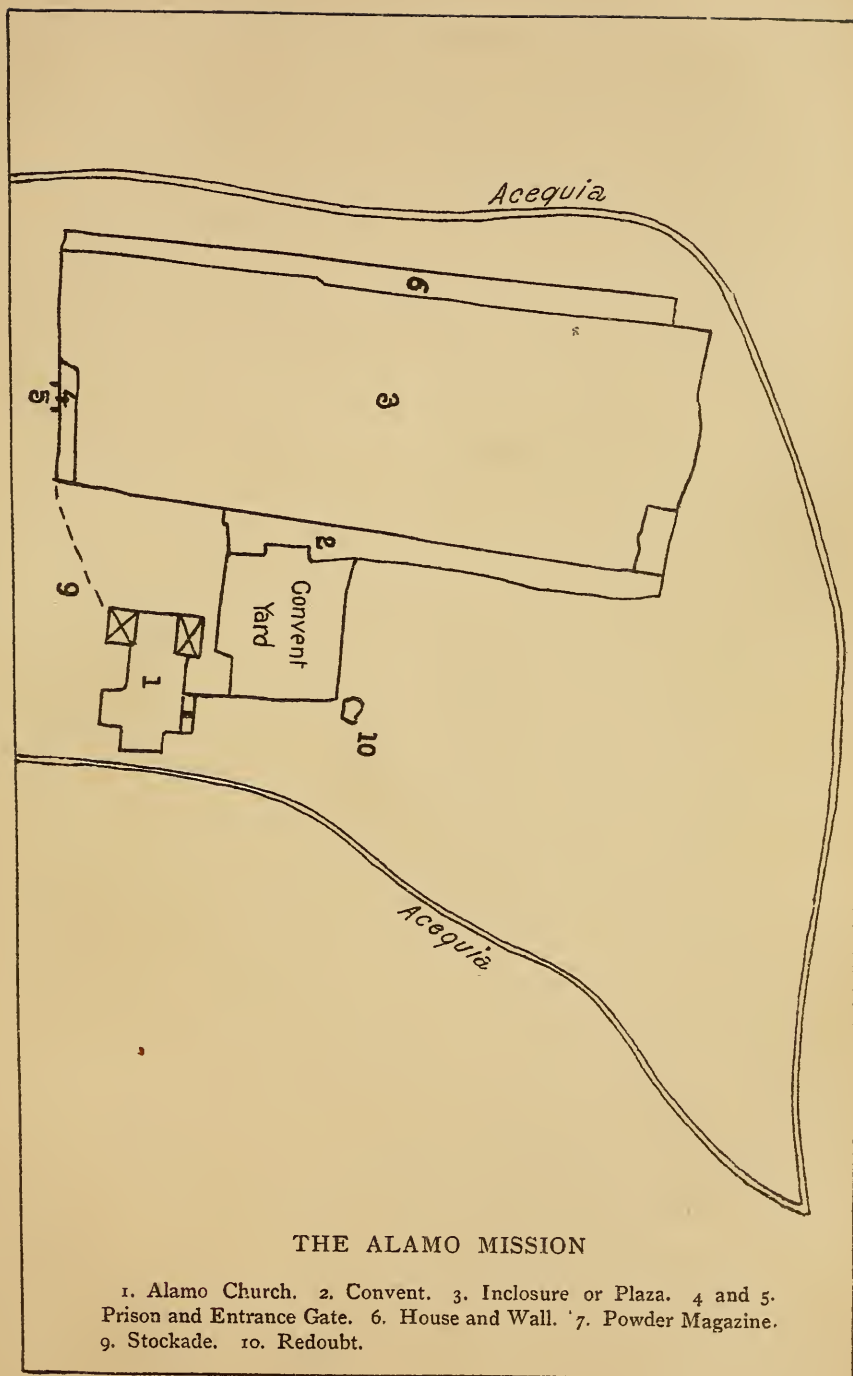 Acequia
6
3
4
5
2
Convent
Yard
9
1
10
Acequia
THE ALAMO MISSION
1. Alamo Church. 2. Convent. 3. Inclosure or Plaza. 4 and 5.
Prison and Entrance Gate. 6. House and Wall. '7. Powder Magazine.
9. Stockade. 10. Redoubt.